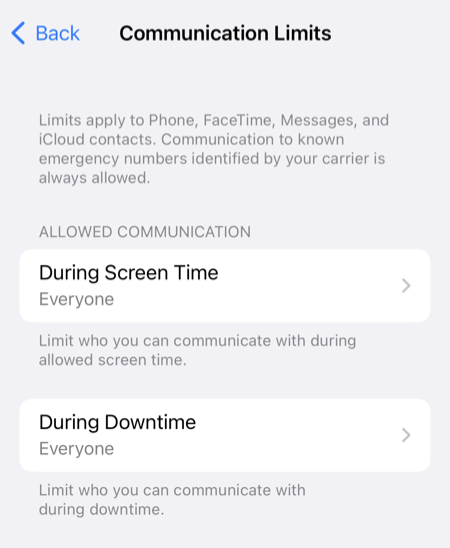 Back
Communication Limits
Limits apply to Phone, FaceTime, Messages, and
iCloud contacts. Communication to known
emergency numbers identified by your carrier is
always allowed.
ALLOWED COMMUNICATION
During Screen Time
Everyone
Limit who you can communicate with during
allowed screen time.
During Downtime
Everyone
Limit who you can communicate with
during downtime.